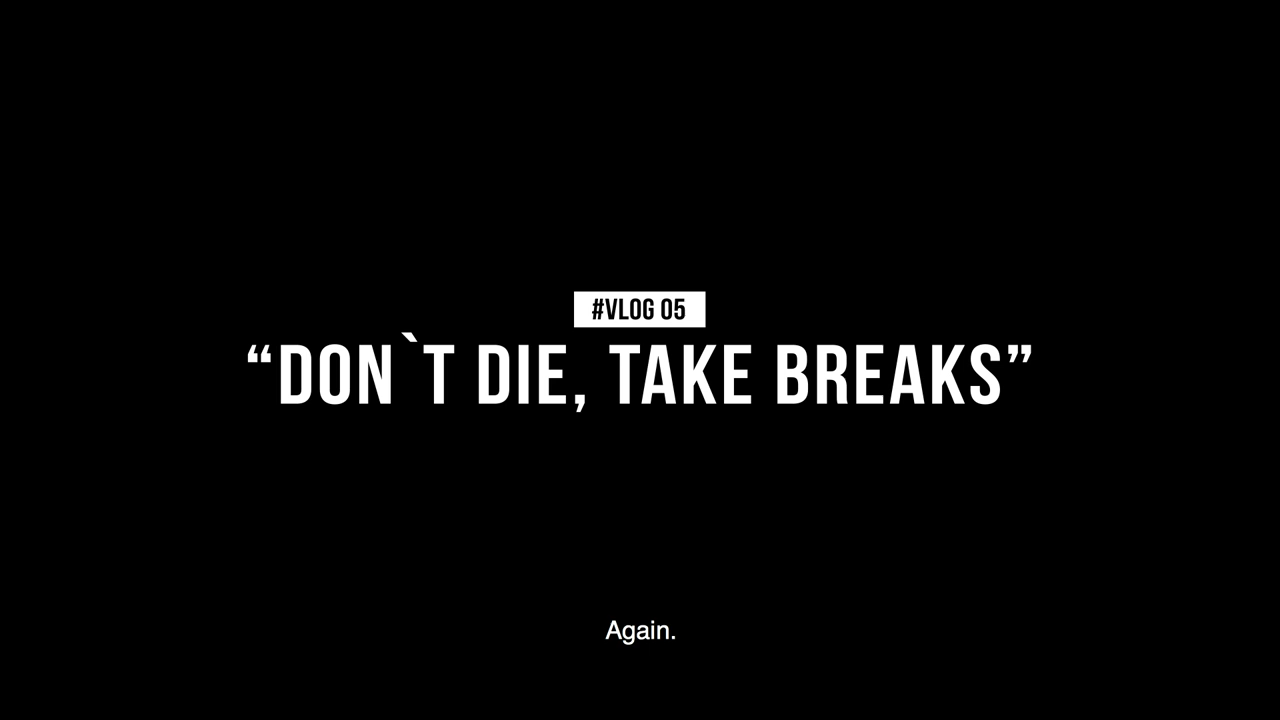 #VLOG 05
“DON`T DIE, TAKE BREAKS”
Again.